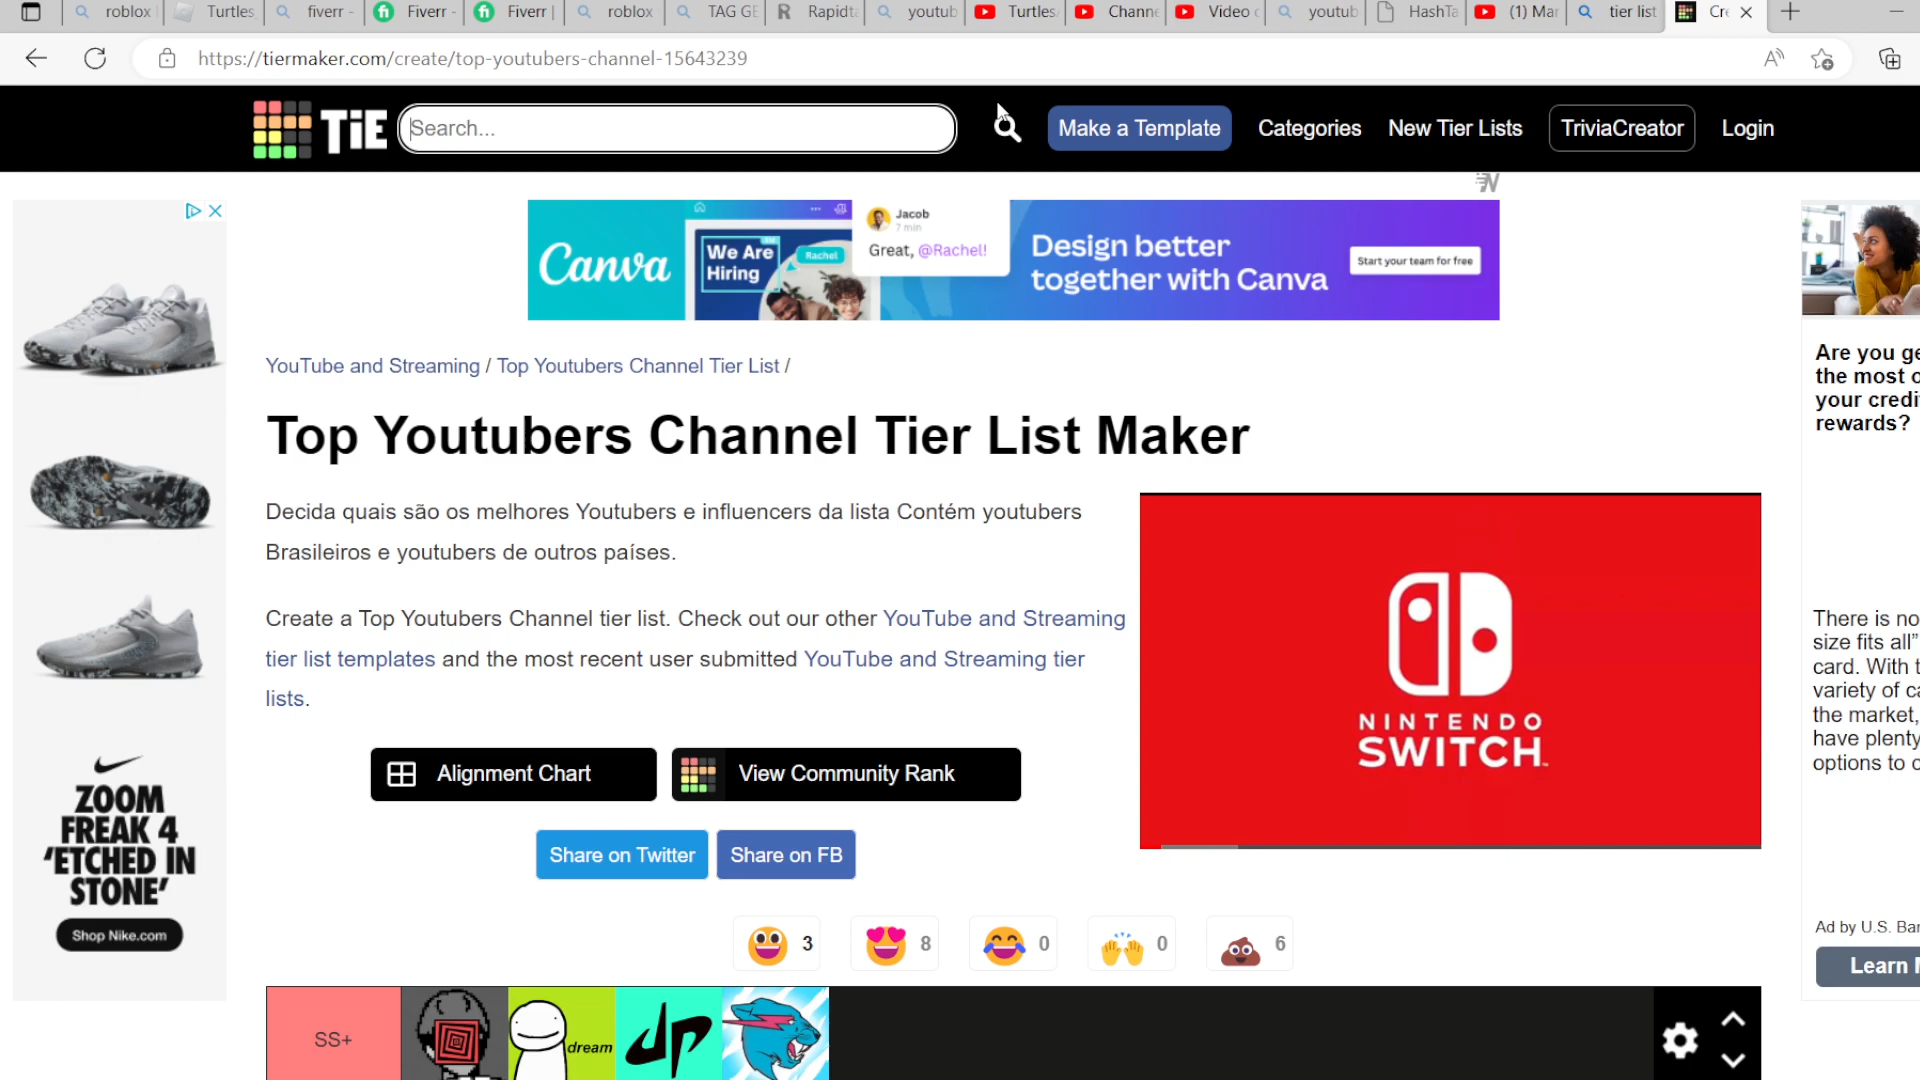 roblox
Turtles
fiverr -
Fiverr -
Fiverr |
roblox
TAG GE
Rapidta
youtub
Turtles
Channe
Video c
youtub
HashTa
(1) Mar
tier list
Cre
https://tiermaker.com/create/top-youtubers-channel-15643239
TiE
Search...
Make a Template
Categories
New Tier Lists
TriviaCreator
Login
Canva
We Are
Hiring
Rachel
Jacob
7 min
Great, @Rachel!
Design better
together with Canva
Start your team for free
YouTube and Streaming / Top Youtubers Channel Tier List /
Top Youtubers Channel Tier List Maker
Decida quais são os melhores Youtubers e influencers da lista Contém youtubers
Brasileiros e youtubers de outros países.
Create a Top Youtubers Channel tier list. Check out our other YouTube and Streaming
tier list templates and the most recent user submitted YouTube and Streaming tier
lists.
Alignment Chart
View Community Rank
Share on Twitter
Share on FB
NINTENDO
SWITCH™
3
8
0
0
6
SS+
dream
dp
ZOOM
FREAK 4
‘ETCHED IN
STONE’
Shop Nike.com
Are you ge
the most o
your credi
rewards?
There is no
size fits all”
card. With t
variety of ca
the market,
have plenty
options to c
Ad by U.S. Ban
Learn